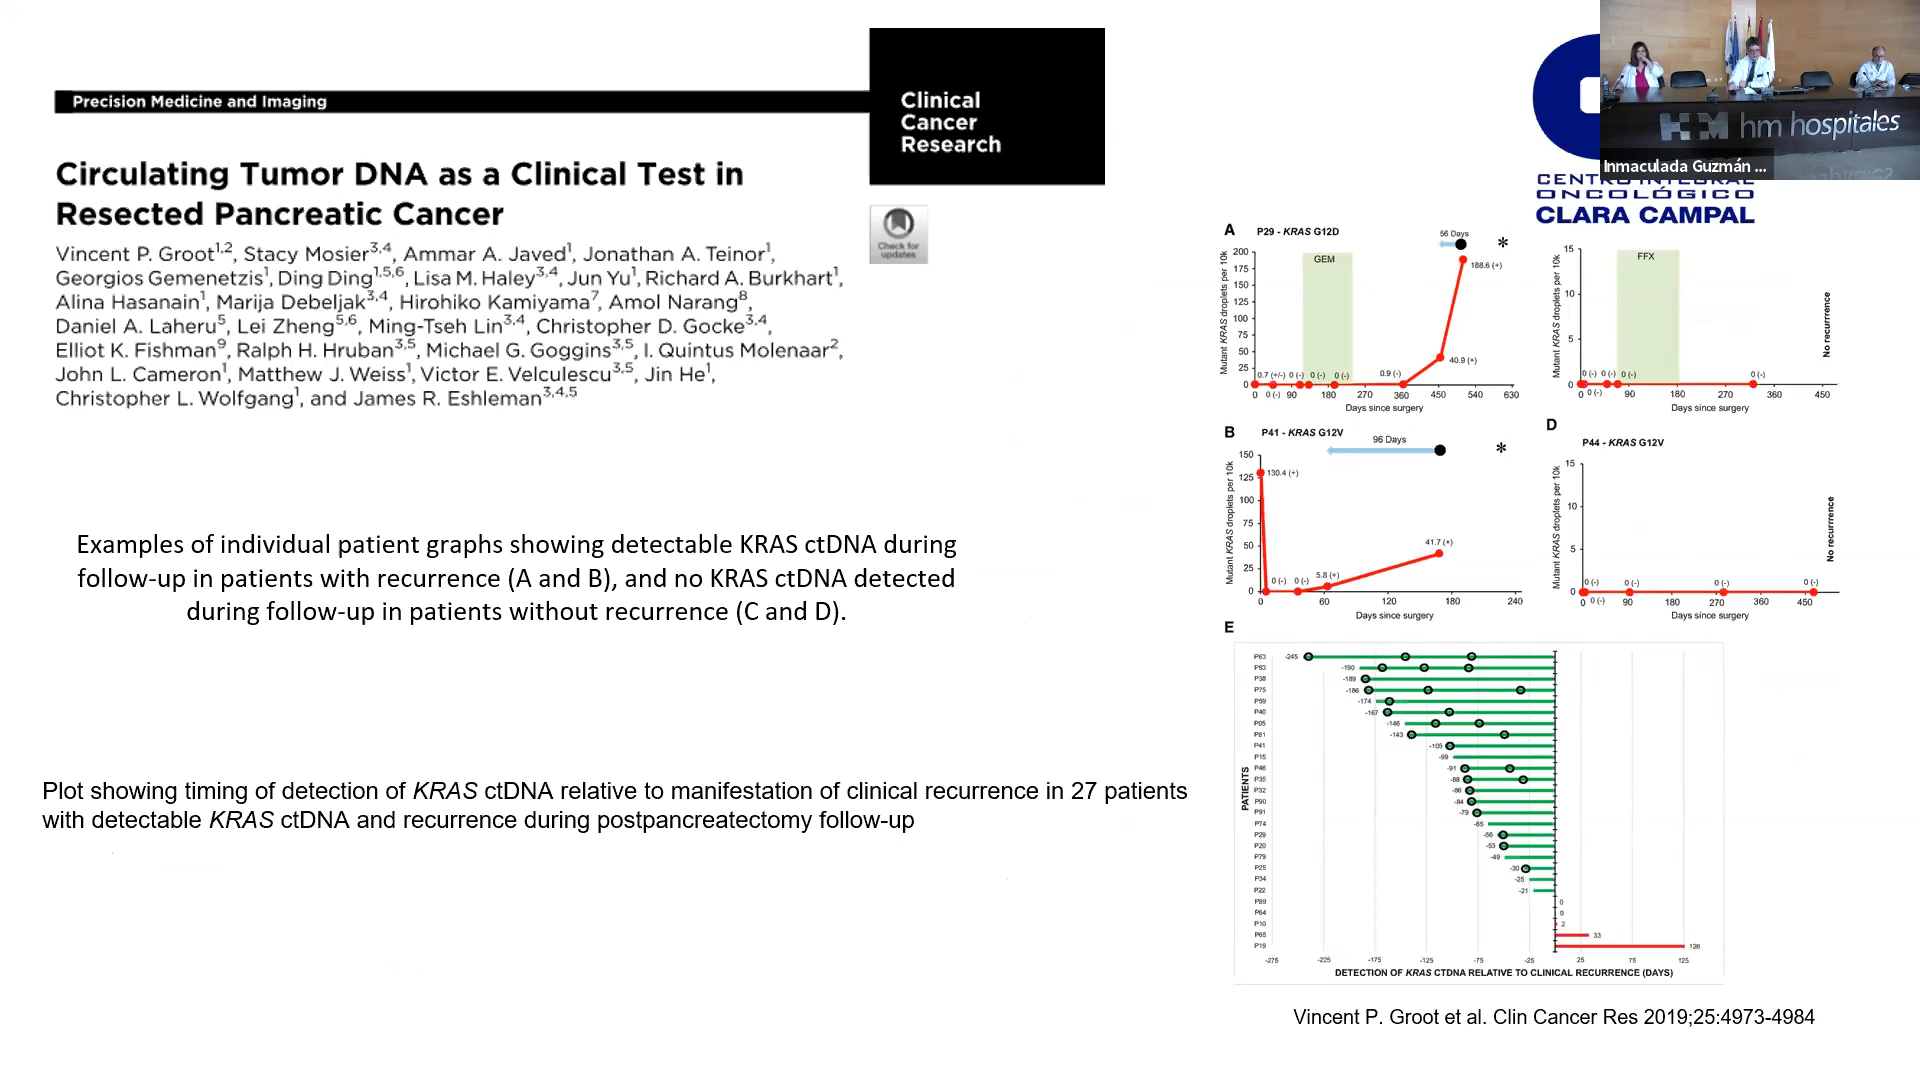 Precision Medicine and Imaging
Clinical
Cancer
Research
Circulating Tumor DNA as a Clinical Test in
Resected Pancreatic Cancer
Check for
updates
Vincent P. Groot1,2, Stacy Mosier3,4, Ammar A. Javed1, Jonathan A. Teinor1,
Georgios Gemenetzis1, Ding Ding1,5,6, Lisa M. Haley3,4, Jun Yu1, Richard A. Burkhart1,
Alina Hasanain1, Marija Debeljak3,4, Hirohiko Kamiyama7, Amol Narang8,
Daniel A. Laheru5, Lei Zheng5,6, Ming-Tseh Lin3,4, Christopher D. Gocke3,4,
Elliot K. Fishman9, Ralph H. Hruban3,5, Michael G. Goggins3,5, I. Quintus Molenaar2,
John L. Cameron1, Matthew J. Weiss1, Victor E. Velculescu3,5, Jin He1,
Christopher L. Wolfgang1, and James R. Eshleman3,4,5
Examples of individual patient graphs showing detectable KRAS ctDNA during
follow-up in patients with recurrence (A and B), and no KRAS ctDNA detected
during follow-up in patients without recurrence (C and D).
Plot showing timing of detection of KRAS ctDNA relative to manifestation of clinical recurrence in 27 patients
with detectable KRAS ctDNA and recurrence during postpancreatectomy follow-up
hm hospitales
Inmaculada Guzmán ...
CENTRO INTEGRAL
ONCOLÓGICO
CLARA CAMPAL
A P29 - KRAS G12D
56 Days
*
Mutant KRAS droplets per 10k
200
175
150
125
100
75
50
25
0
GEM
188.6 (+)
40.9 (+)
0.7 (+/-) 0 (-) 0 (-) 0 (-) 0.9 (-)
0 (-)
0 90 180 270 360 450 540 630
Days since surgery
Mutant KRAS droplets per 10k
15
10
5
0
FFX
No recurrrence
0 (-) 0 (-) 0 (-) 0 (-)
0 (-)
0 90 180 270 360 450
Days since surgery
B P41 - KRAS G12V
96 Days
*
Mutant KRAS droplets per 10k
150
125
100
75
50
25
0
130.4 (+)
0 (-) 0 (-) 5.8 (+) 41.7 (+)
0 60 120 180 240
Days since surgery
D
P44 - KRAS G12V
Mutant KRAS droplets per 10k
15
10
5
0
No recurrrence
0 (-) 0 (-) 0 (-) 0 (-)
0 (-)
0 90 180 270 360 450
Days since surgery
E
PATIENTS
P63 -245
P83 -190
P38 -189
P75 -186
P59 -174
P40 -167
P05 -146
P81 -143
P41 -105
P15 -99
P46 -91
P35 -88
P32 -86
P90 -84
P91 -79
P74 -65
P29 -56
P20 -53
P79 -49
P25 -30
P34 -25
P22 -21
P89 0
P64 0
P10 2
P65 33
P19 126
-275 -225 -175 -125 -75 -25 25 75 125
DETECTION OF KRAS CTDNA RELATIVE TO CLINICAL RECURRENCE (DAYS)
Vincent P. Groot et al. Clin Cancer Res 2019;25:4973-4984